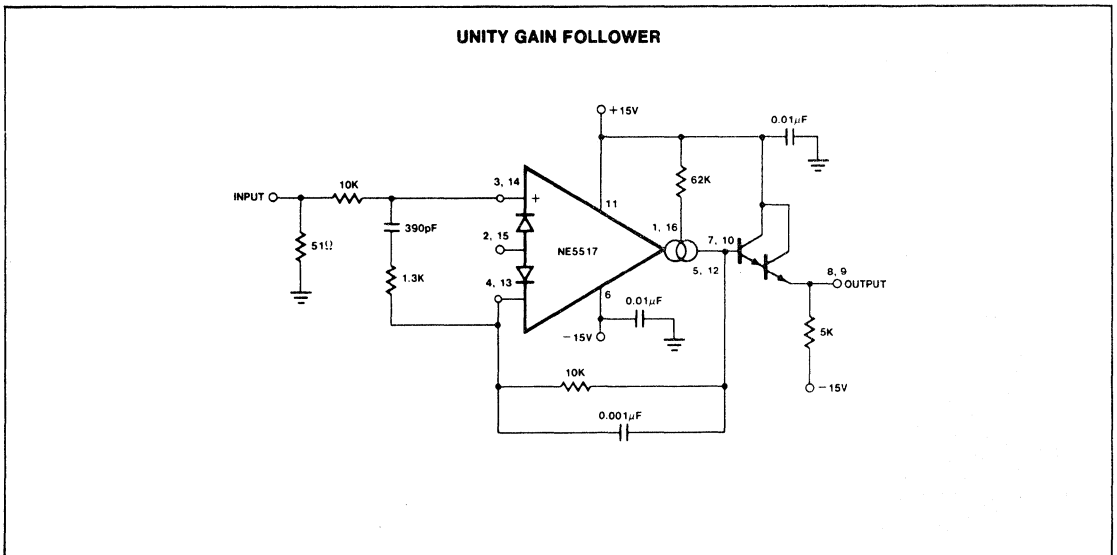 UNITY GAIN FOLLOWER
+15V
0.01μF
62K
10K
3, 14
INPUT
+
11
1, 16
390pF
7, 10
51Ω
2, 15
NE5517
5, 12
8, 9
OUTPUT
1.3K
4, 13
6
0.01μF
5K
−15V
10K
−15V
0.001μF